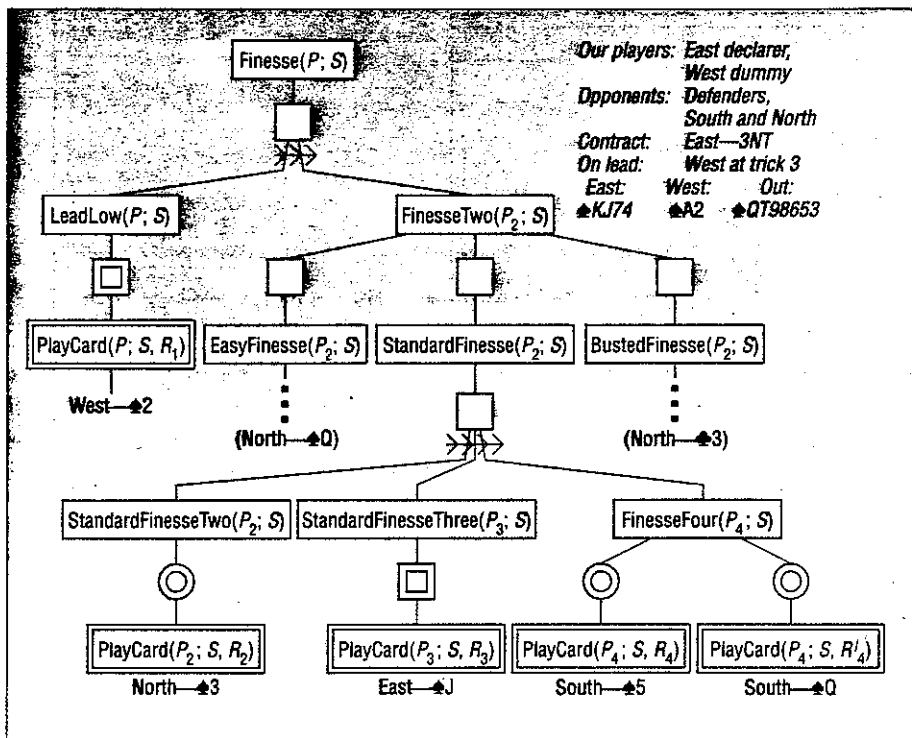 Finesse(P; S)
Our players: East declarer,
West dummy
Opponents: Defenders,
South and North
Contract: East—3NT
On lead: West at trick 3
East: West: Out:
♠KJ74 ♠A2 ♠QT98653
LeadLow(P; S)
FinesseTwo(P2; S)
PlayCard(P; S, R1)
EasyFinesse(P2; S)
StandardFinesse(P2; S)
BustedFinesse(P2; S)
West—♠2
(North—♠Q)
(North—♠3)
StandardFinesseTwo(P2; S)
StandardFinesseThree(P3; S)
FinesseFour(P4; S)
PlayCard(P2; S, R2)
PlayCard(P3; S, R3)
PlayCard(P4; S, R4)
PlayCard(P4; S, R'4)
North—♠3
East—♠J
South—♠5
South—♠Q